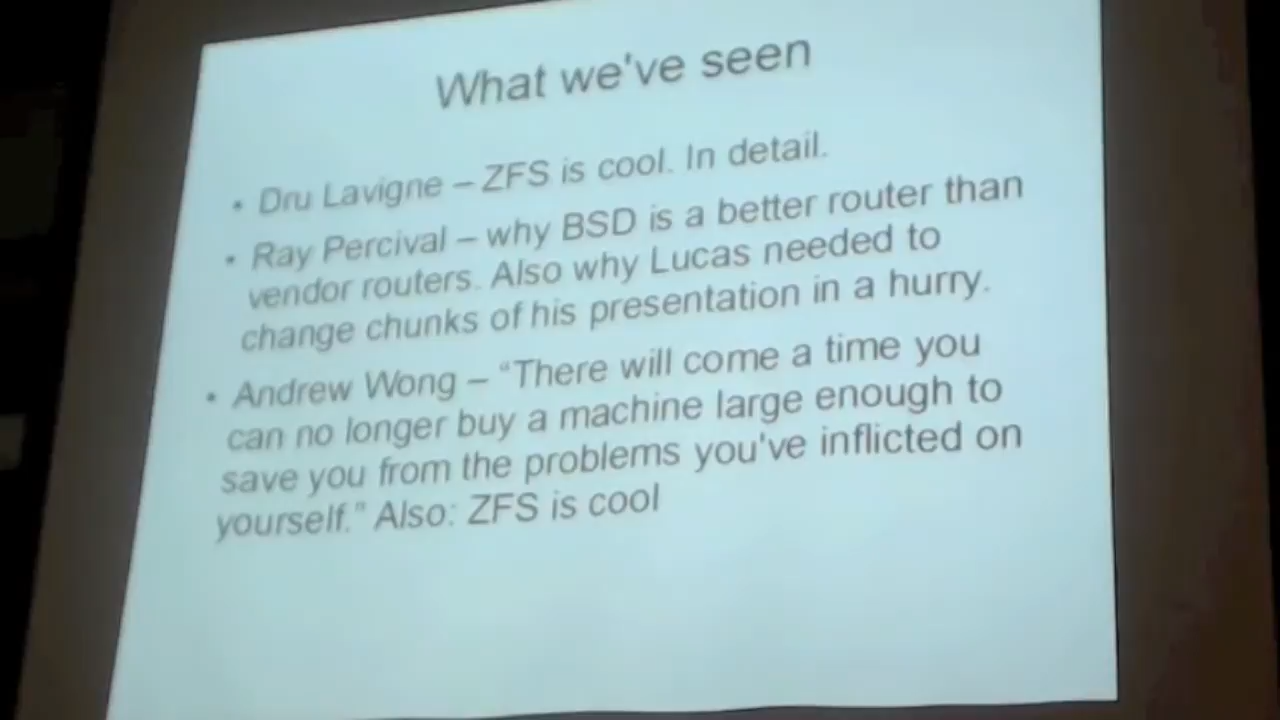 What we've seen
• Dru Lavigne – ZFS is cool. In detail.
• Ray Percival – why BSD is a better router than
vendor routers. Also why Lucas needed to
change chunks of his presentation in a hurry.
• Andrew Wong – “There will come a time you
can no longer buy a machine large enough to
save you from the problems you've inflicted on
yourself.” Also: ZFS is cool